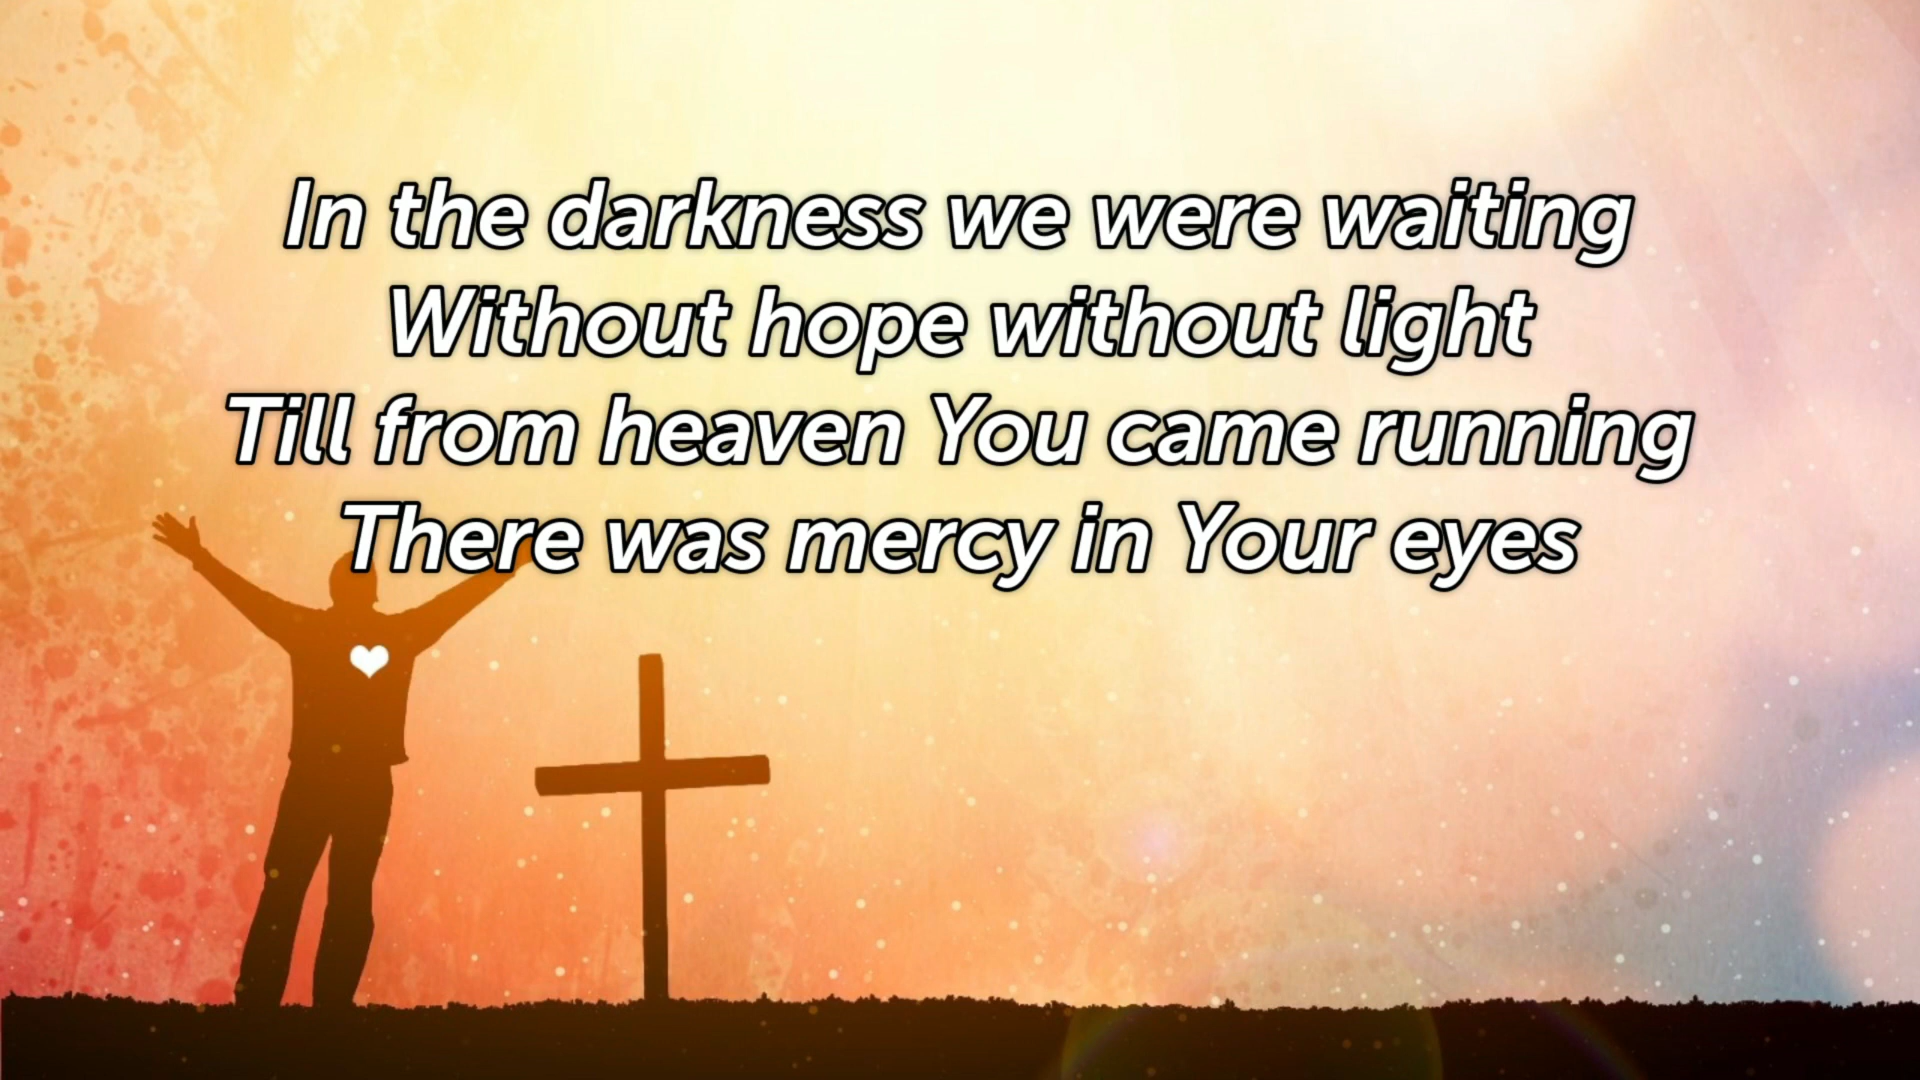 In the darkness we were waiting
Without hope without light
Till from heaven You came running
There was mercy in Your eyes